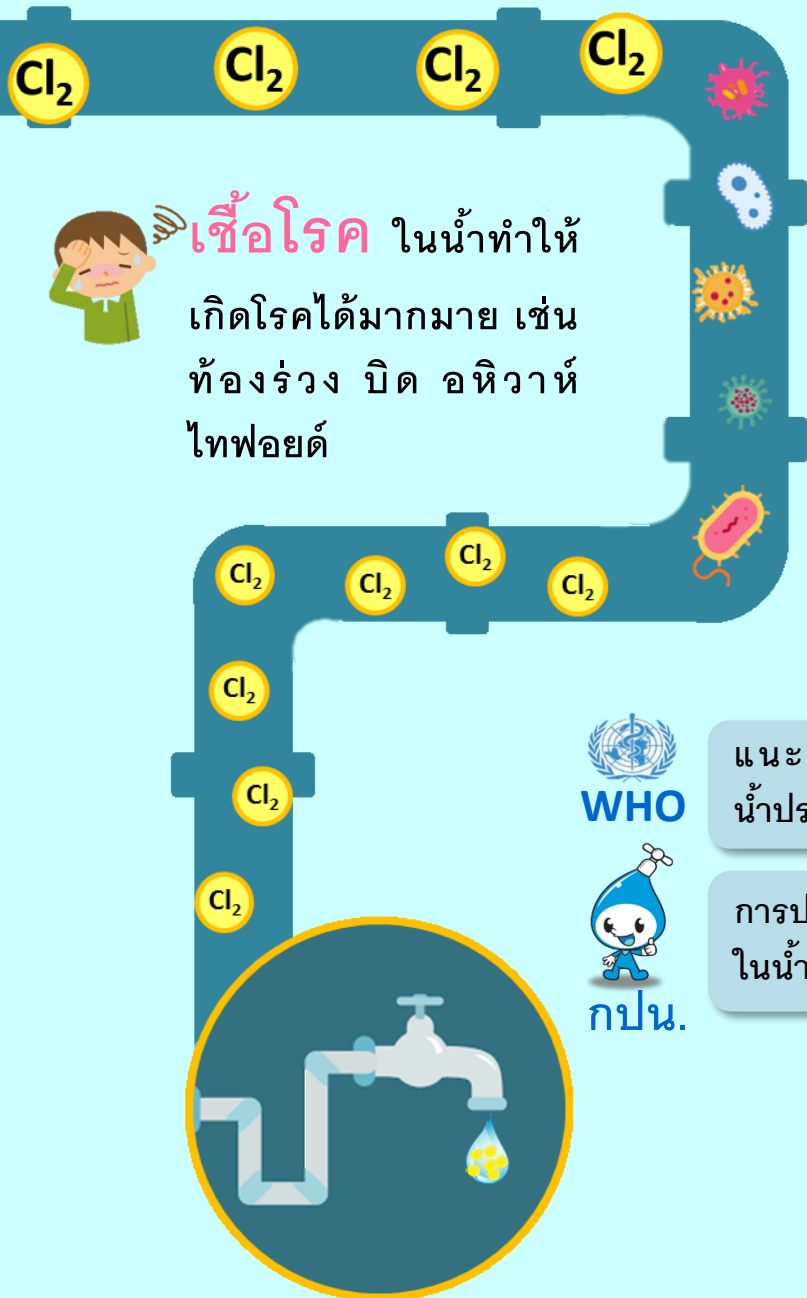 Cl₂ Cl₂ Cl₂ Cl₂
เชื้อโรค ในน้ำทำให้
เกิดโรคได้มากมาย เช่น
ท้องร่วง บิด อหิวาห์
ไทฟอยด์
Cl₂ Cl₂ Cl₂ Cl₂
Cl₂
Cl₂
Cl₂
WHO
แนะ
น้ำ
การ
ในน้ำ
กปน.